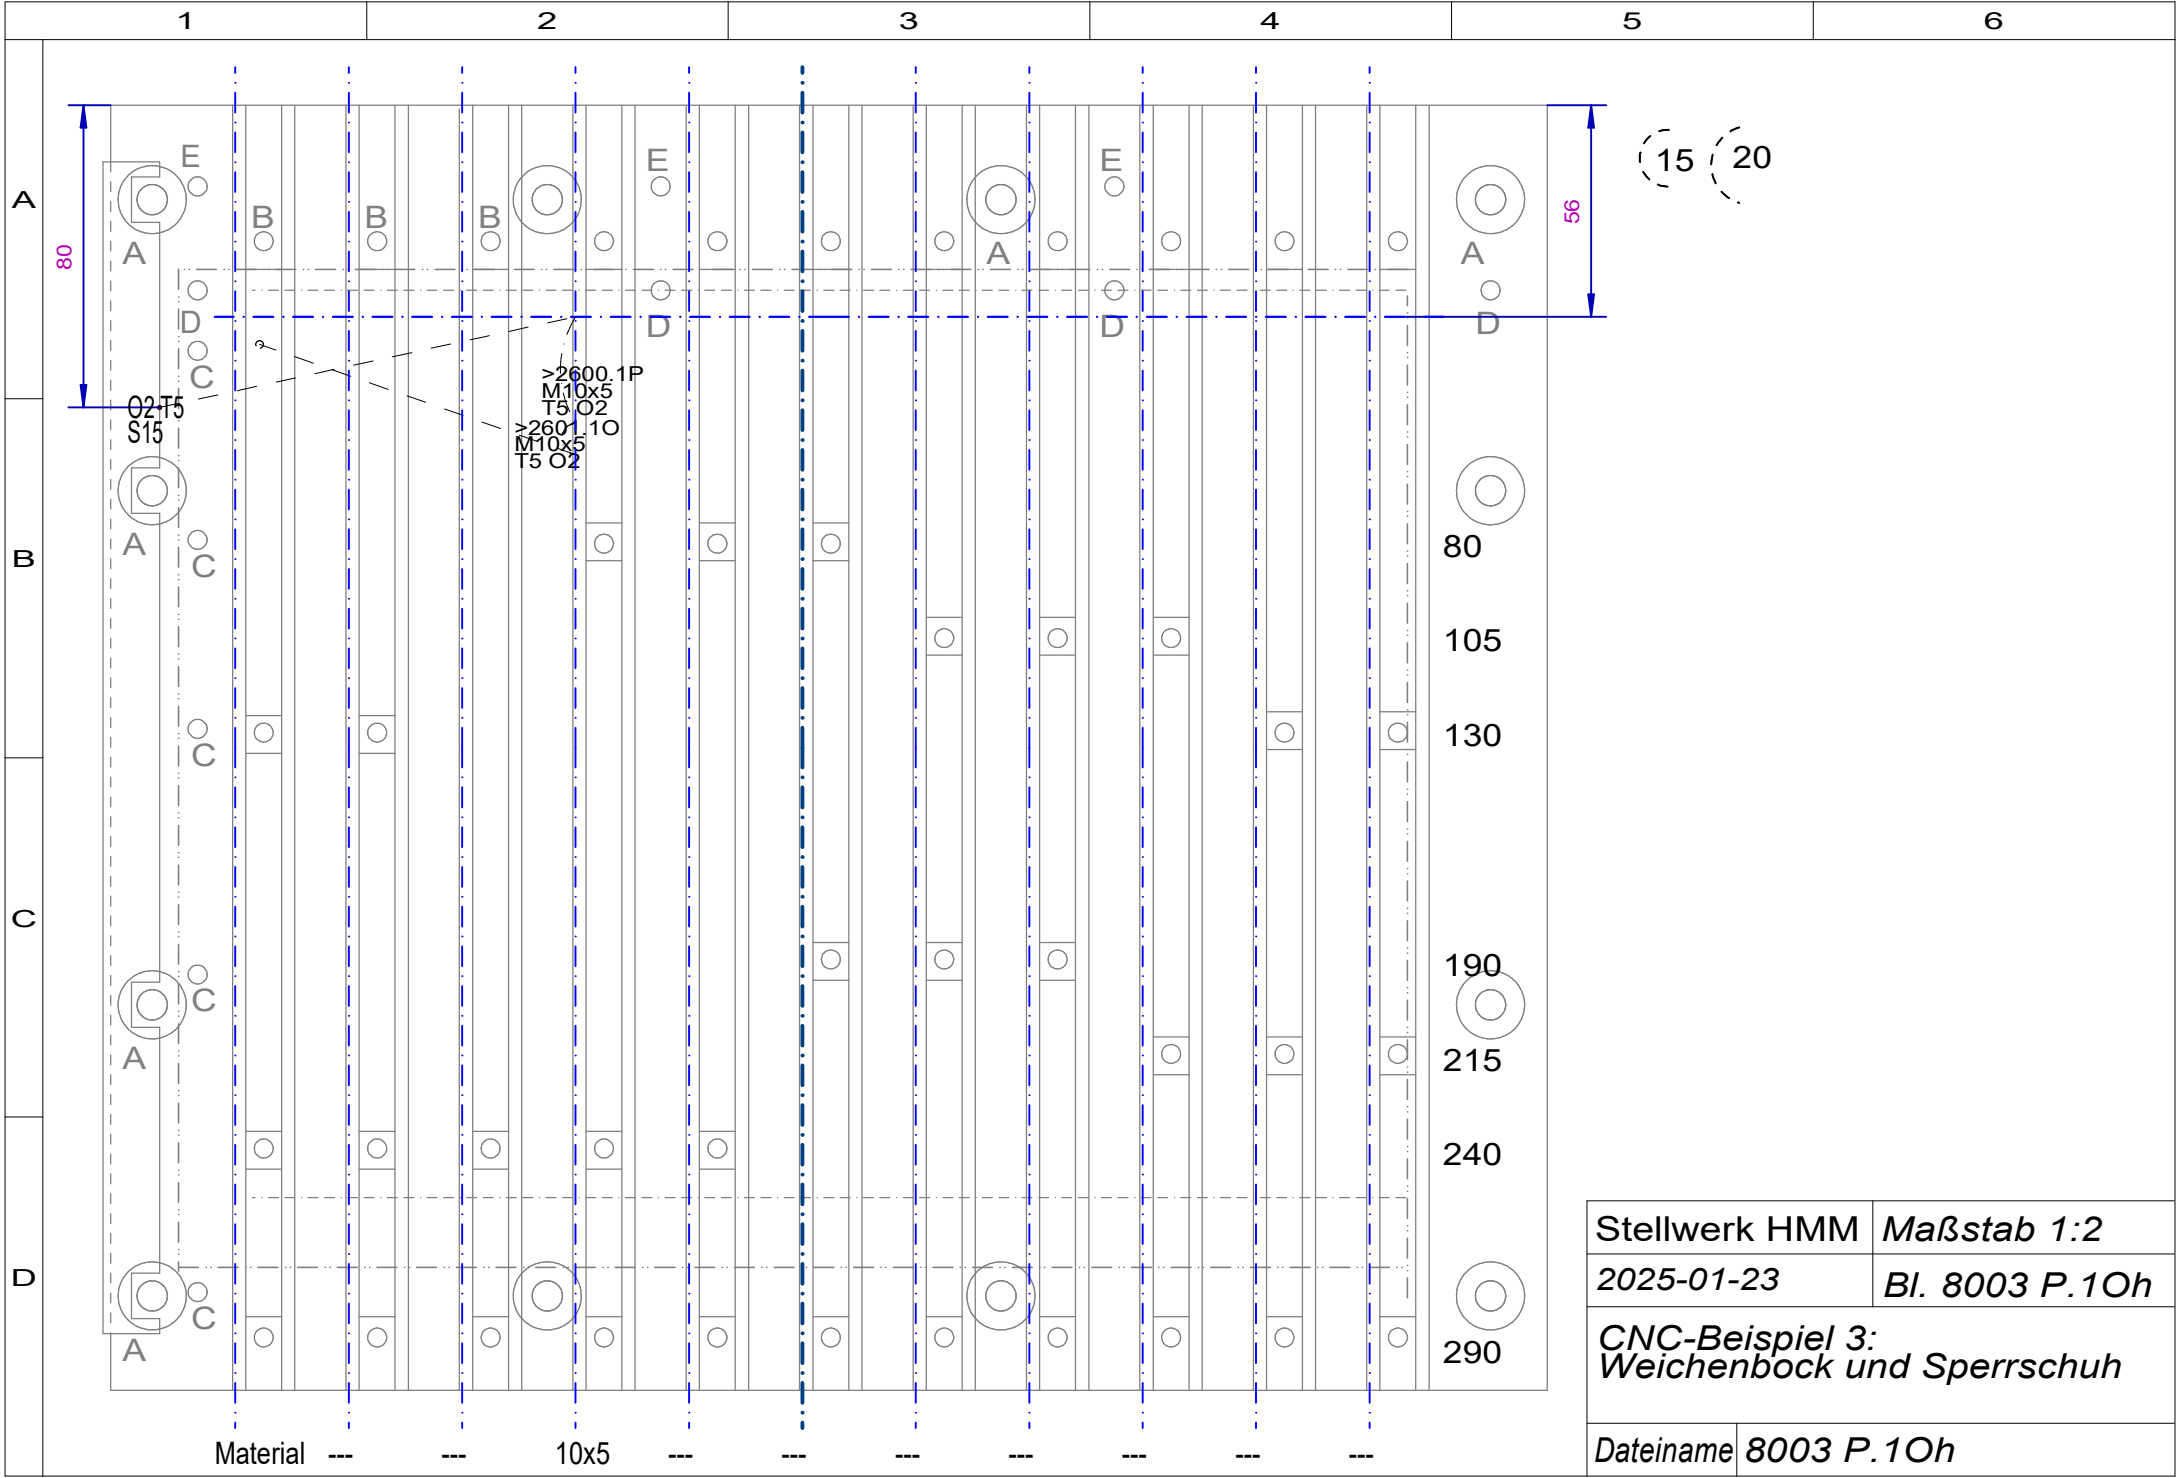 1 2 3 4 5 6
A
B
C
D
E E E
15 20
B B B
A A A
80
56
D D D D
C
>2600.1P
M10x5
T5 O2
O2 T5
S15
>2601.1O
M10x5
T5 O2
A
C
80
105
C
130
190
C
A
215
240
C
A
290
Stellwerk HMM Maßstab 1:2
2025-01-23 Bl. 8003 P.1Oh
CNC-Beispiel 3:
Weichenbock und Sperrschuh
Dateiname 8003 P.1Oh
Material --- --- 10x5 --- --- --- --- --- --- ---